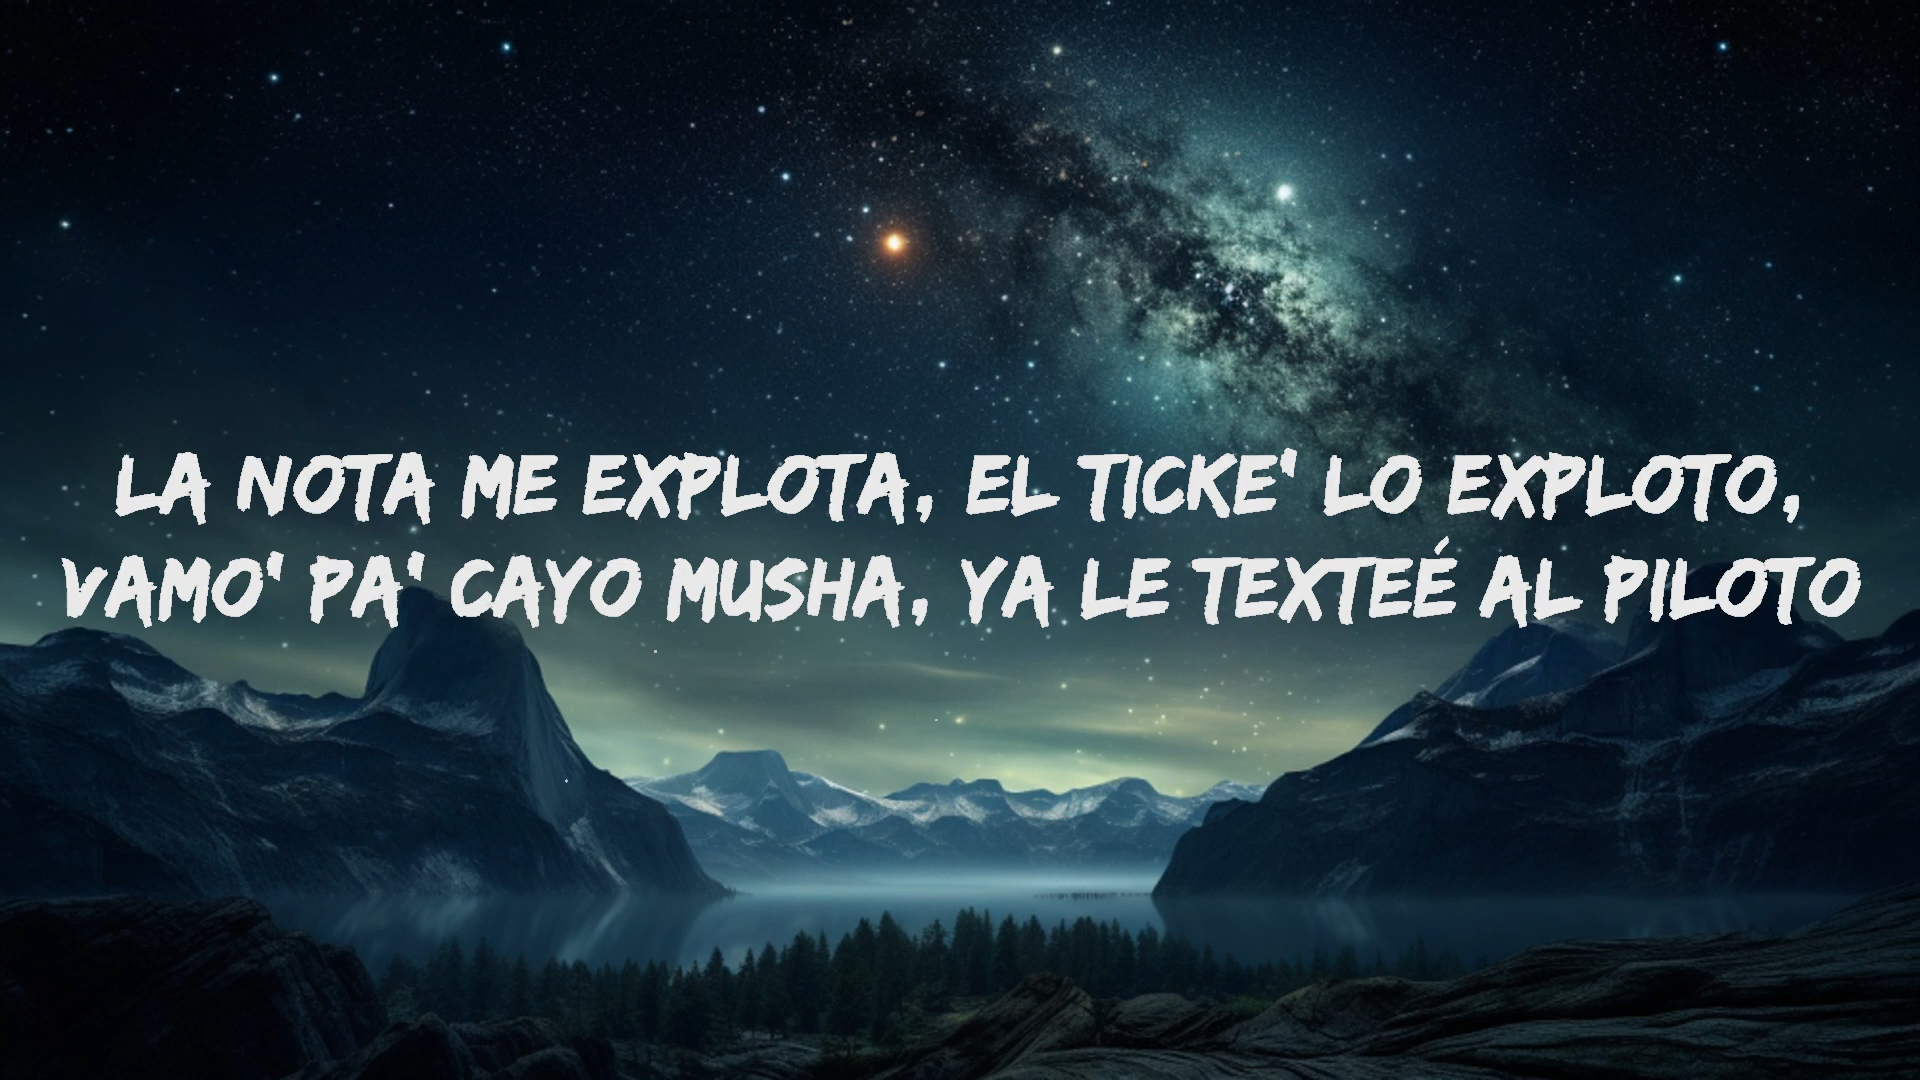 LA NOTA ME EXPLOTA, EL TICKE' LO EXPLOTO,
VAMO' PA' CAYO MUSHA, YA LE TEXTEÉ AL PILOTO